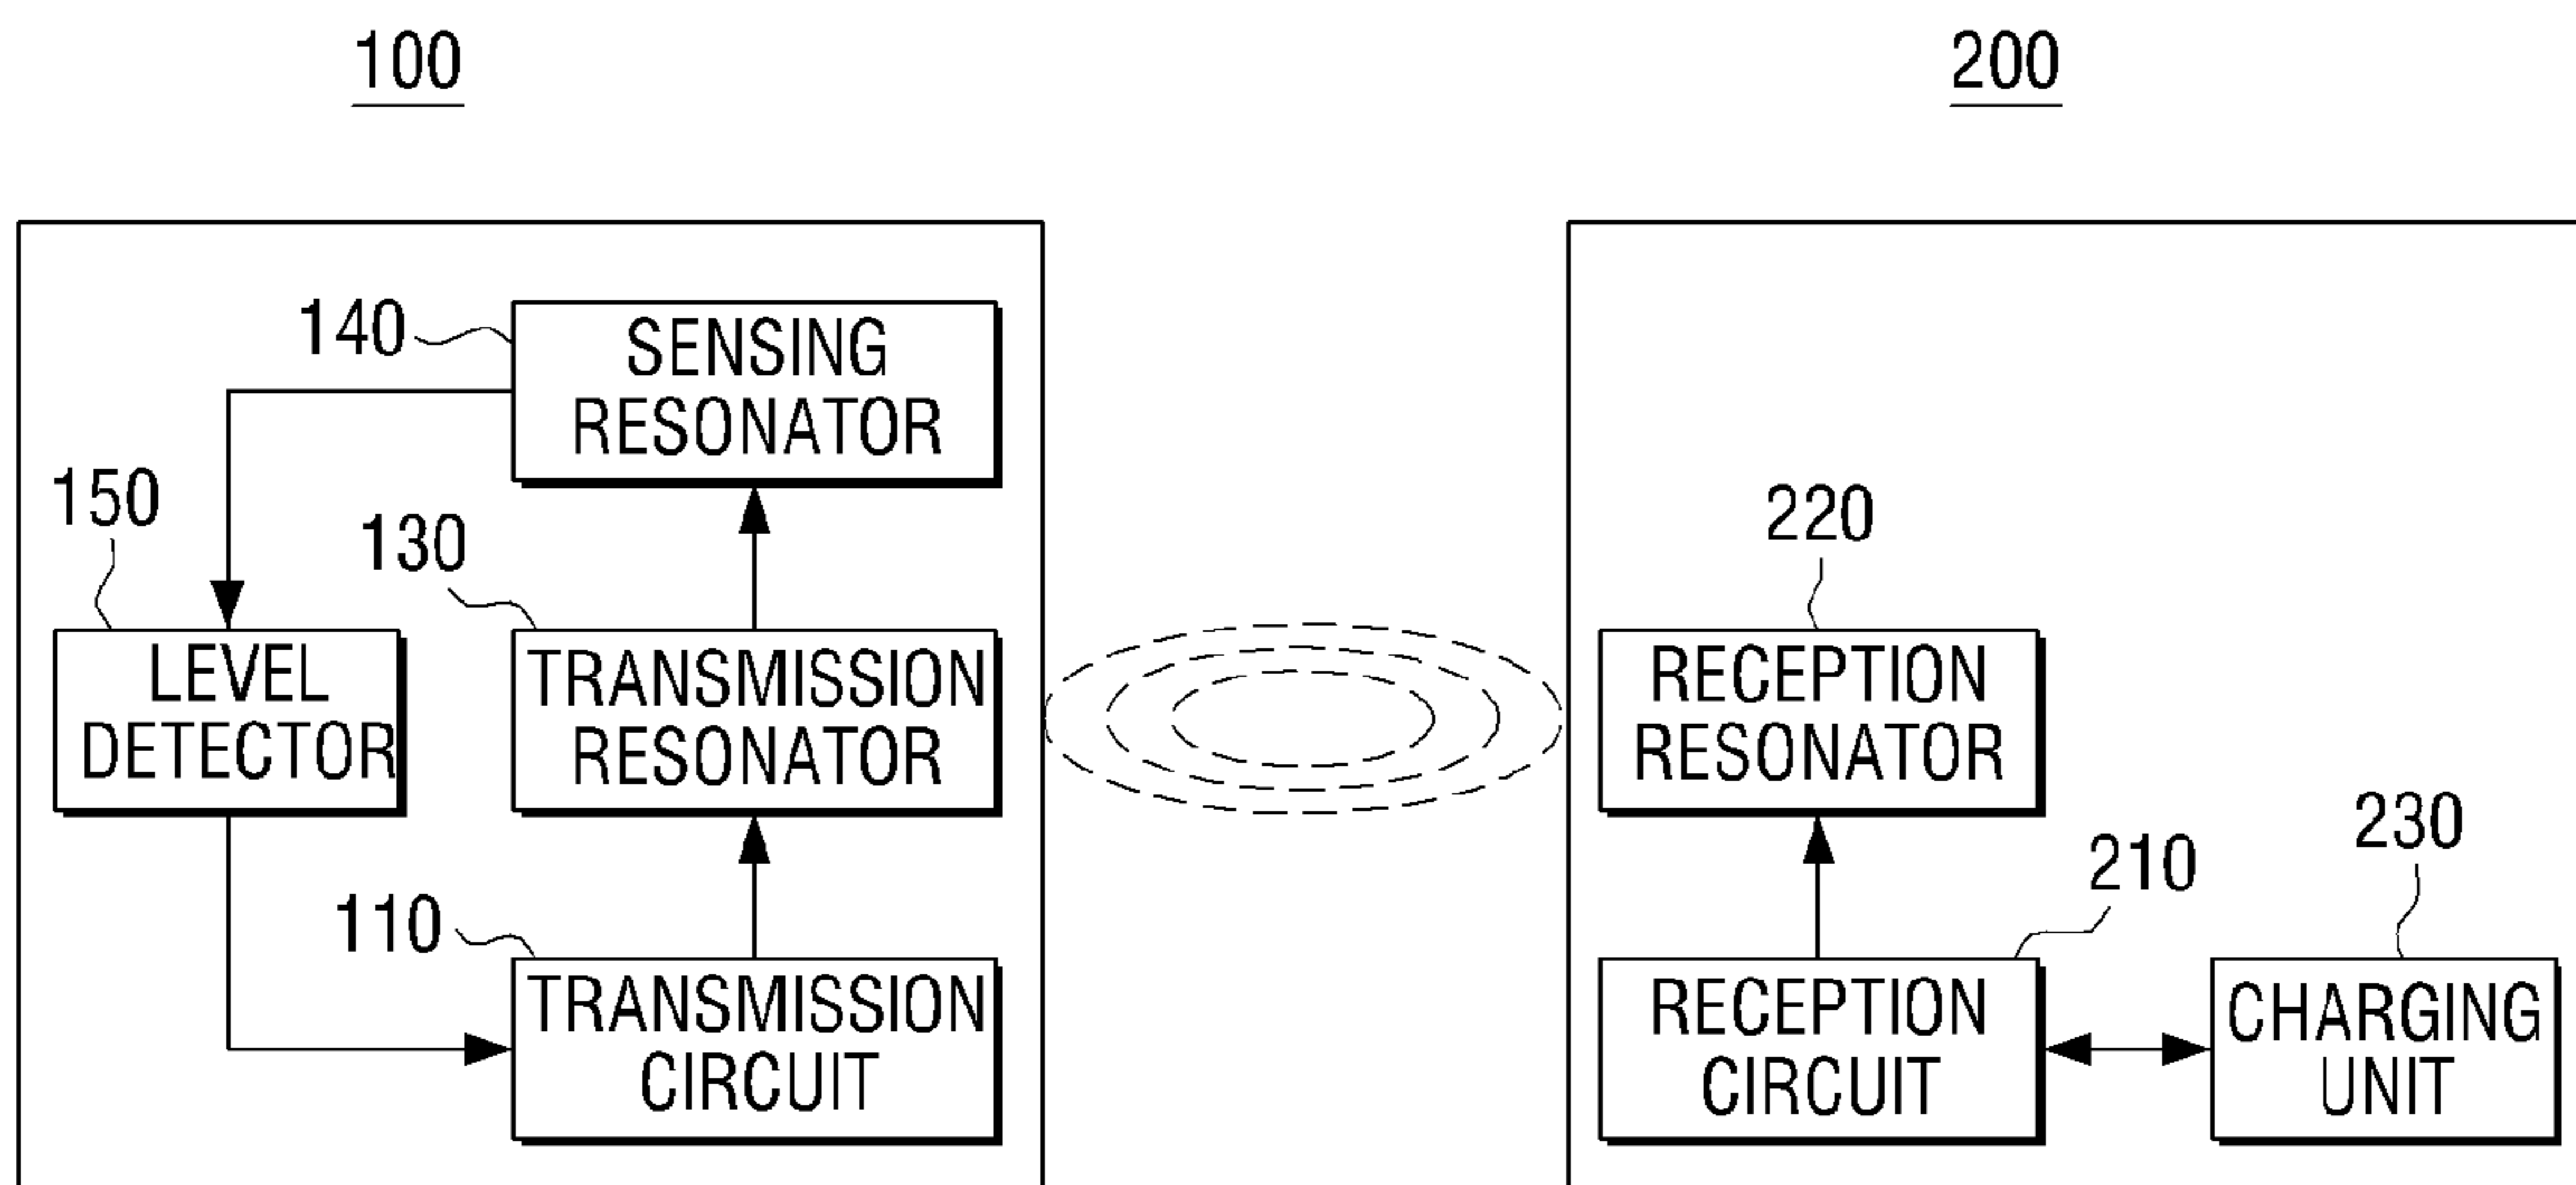 100
200
140
SENSING
RESONATOR
150
130
220
LEVEL
DETECTOR
TRANSMISSION
RESONATOR
RECEPTION
RESONATOR
110
210
230
TRANSMISSION
CIRCUIT
RECEPTION
CIRCUIT
CHARGING
UNIT